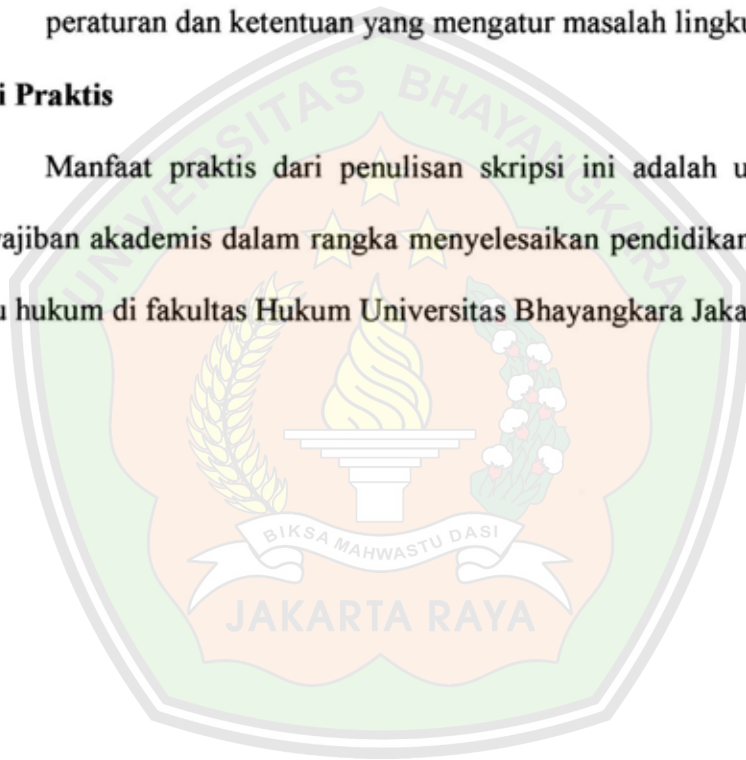 peraturan dan ketentuan yang mengatur masalah lingku
i Praktis
Manfaat praktis dari penulisan skripsi ini adalah u
ajiban akademis dalam rangka menyelesaikan pendidikan
u hukum di fakultas Hukum Universitas Bhayangkara Jaka
UNIVERSITAS BHAYANGKARA
BIKSA MAHWASTU DASI
JAKARTA RAYA